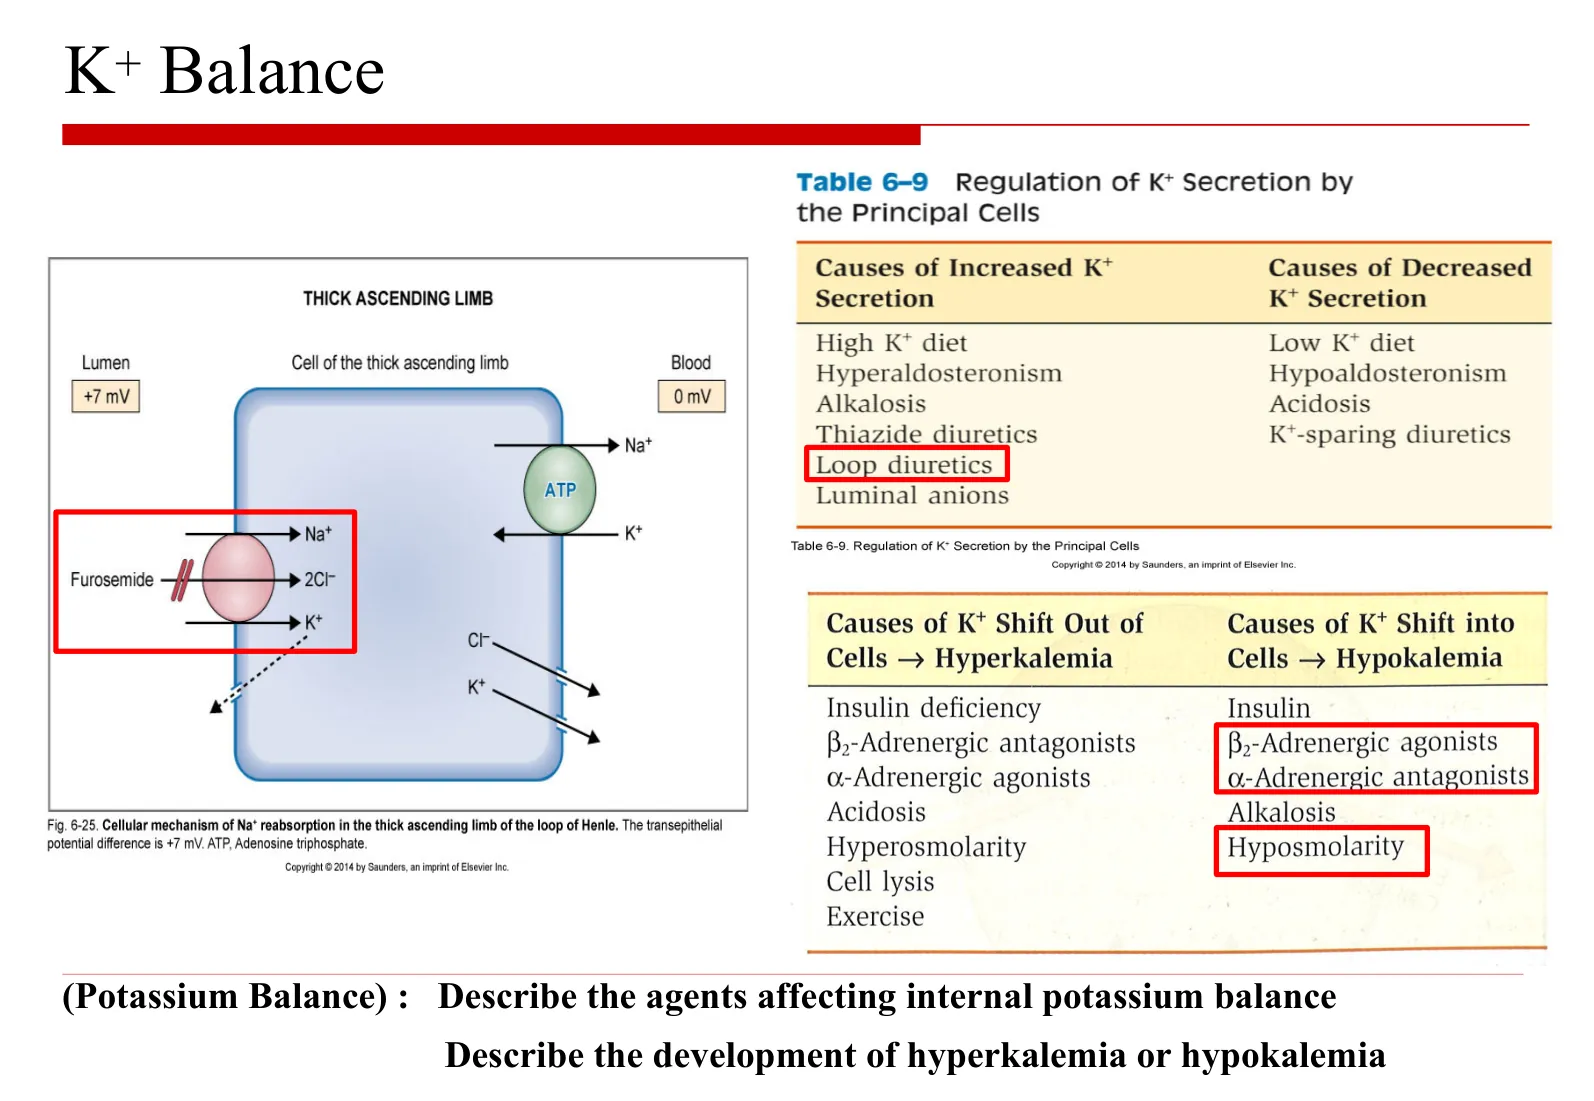 K⁺ Balance
THICK ASCENDING LIMB
Lumen
Cell of the thick ascending limb
Blood
+7 mV
0 mV
Na⁺
ATP
K⁺
Na⁺
Furosemide
2Cl⁻
K⁺
Cl⁻
K⁺
Fig. 6-25. Cellular mechanism of Na⁺ reabsorption in the thick ascending limb of the loop of Henle. The transepithelial
potential difference is +7 mV. ATP, Adenosine triphosphate.
Copyright © 2014 by Saunders, an imprint of Elsevier Inc.
Table 6–9 Regulation of K⁺ Secretion by
the Principal Cells
Causes of Increased K⁺
Secretion
Causes of Decreased
K⁺ Secretion
High K⁺ diet
Low K⁺ diet
Hyperaldosteronism
Hypoaldosteronism
Alkalosis
Acidosis
Thiazide diuretics
K⁺-sparing diuretics
Loop diuretics
Luminal anions
Table 6-9. Regulation of K⁺ Secretion by the Principal Cells
Copyright © 2014 by Saunders, an imprint of Elsevier Inc.
Causes of K⁺ Shift Out of
Cells → Hyperkalemia
Causes of K⁺ Shift into
Cells → Hypokalemia
Insulin deficiency
Insulin
β₂-Adrenergic antagonists
β₂-Adrenergic agonists
α-Adrenergic agonists
α-Adrenergic antagonists
Acidosis
Alkalosis
Hyperosmolarity
Hyposmolarity
Cell lysis
Exercise
(Potassium Balance) : Describe the agents affecting internal potassium balance
Describe the development of hyperkalemia or hypokalemia